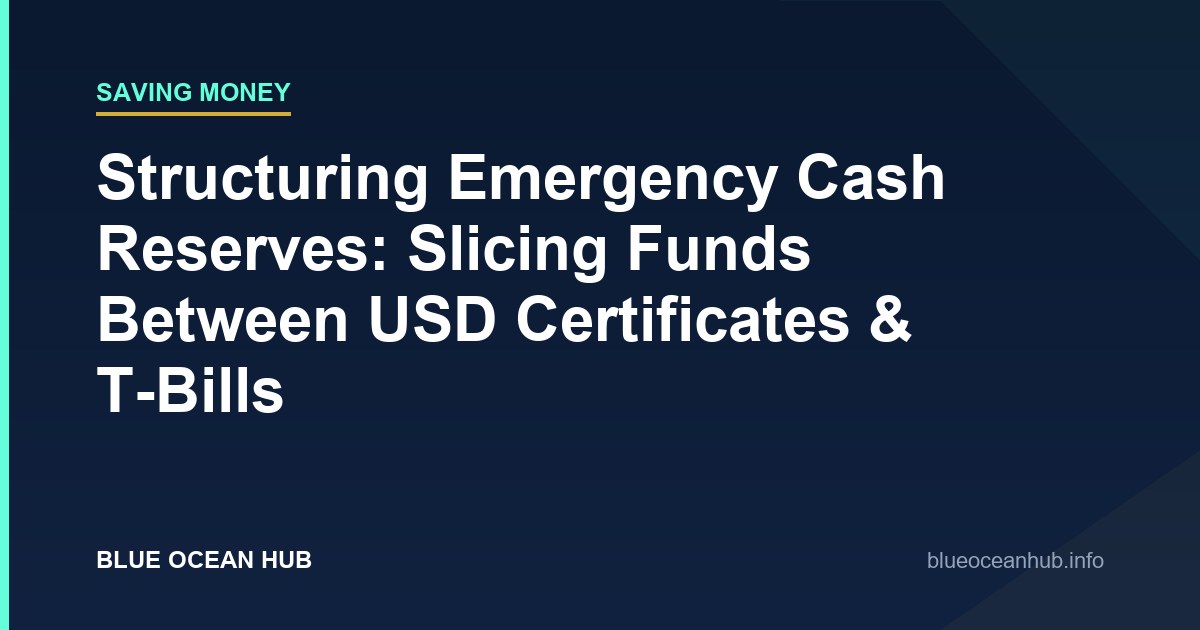 SAVING MONEY
Structuring Emergency Cash
Reserves: Slicing Funds
Between USD Certificates &
T-Bills
BLUE OCEAN HUB
blueoceanhub.info